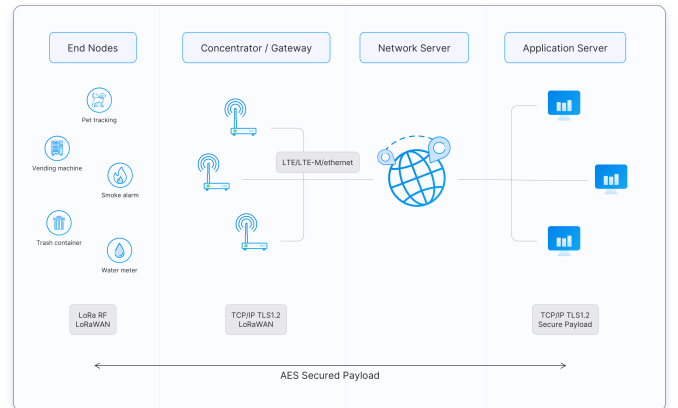 End Nodes
Concentrator / Gateway
Network Server
Application Server
Pet tracking
Vending machine
Smoke alarm
Trash container
Water meter
LTE/LTE-M/ethernet
LoRa RF
LoRaWAN
TCP/IP TLS1.2
LoRaWAN
TCP/IP TLS1.2
Secure Payload
AES Secured Payload